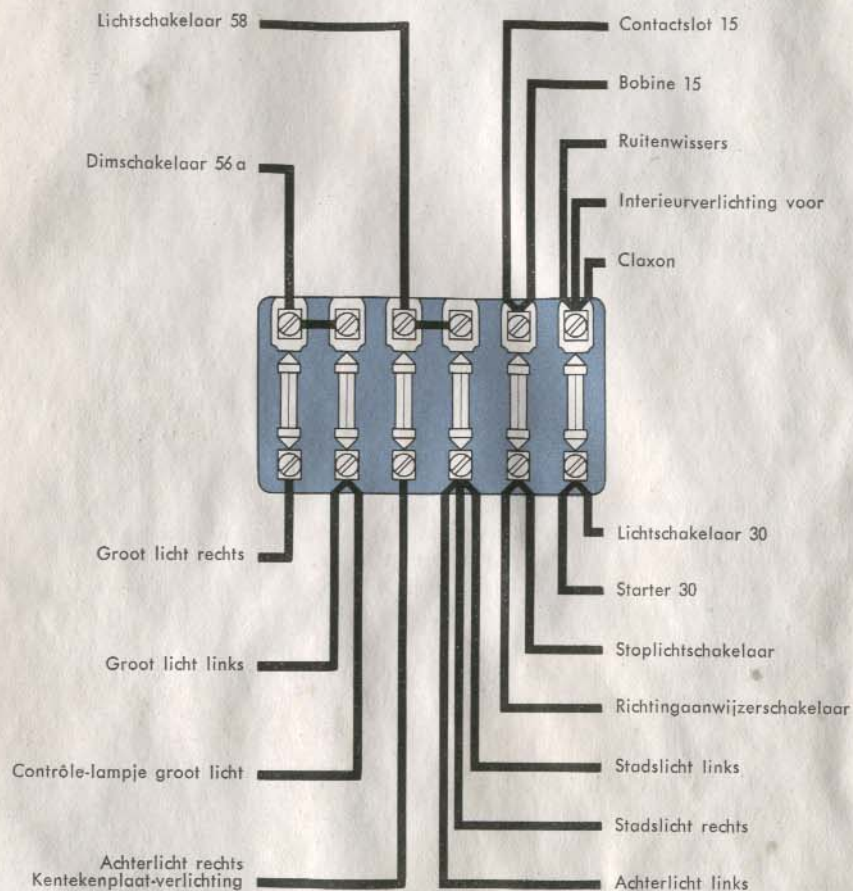 Lichtschakelaar 58
Dimschakelaar 56 a
Contactslot 15
Bobine 15
Ruitenwissers
Interieurverlichting voor
Claxon
Groot licht rechts
Groot licht links
Contrôle-lampje groot licht
Achterlicht rechts
Kentekenplaat-verlichting
Lichtschakelaar 30
Starter 30
Stoplichtschakelaar
Richtingaanwijzerschakelaar
Stadslicht links
Stadslicht rechts
Achterlicht links